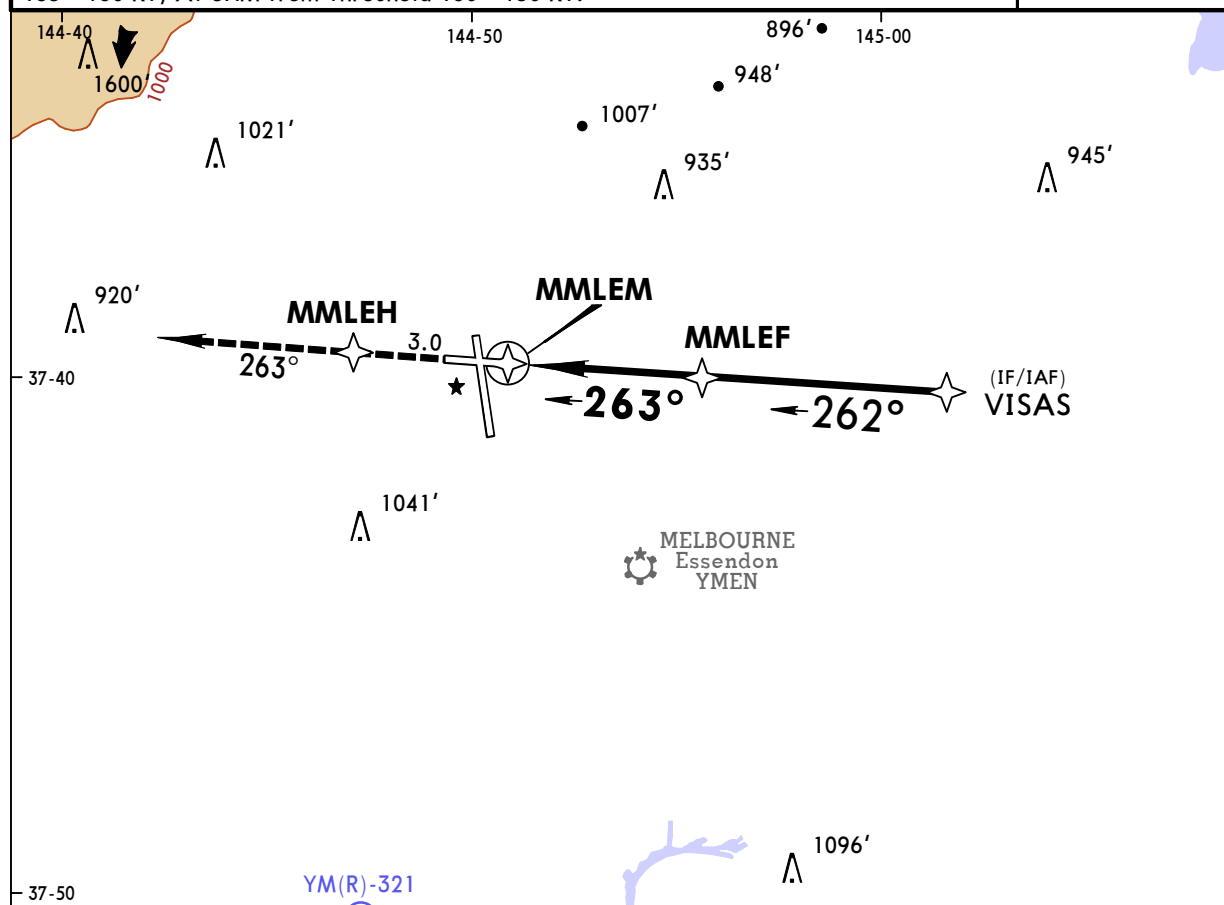 144-40
144-50
896'
145-00
1600'
1000
948'
1007'
1021'
935'
945'
920'
MMLEH
MMLEM
3.0
MMLEF
263°
37-40
263°
262°
(IF/IAF)
VISAS
1041'
MELBOURNE
Essendon
YMEN
1096'
YM(R)-321
37-50